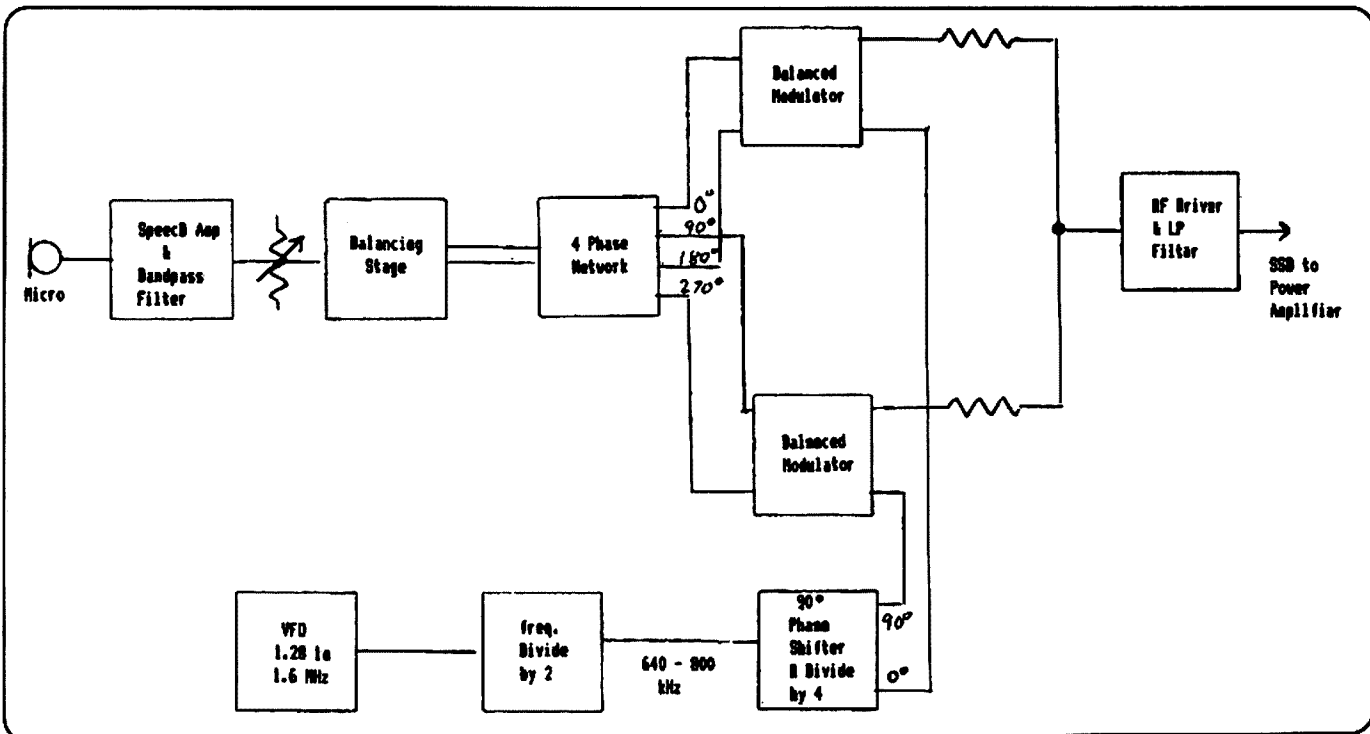 Balanced
Modulator
SpeecB Amp
&
Bandpass
Filter
Balancing
Stage
4 Phase
Network
0°
90°
180°
270°
RF Driver
& LP
Filter
Micro
SSB to
Power
Amplifier
Balanced
Modulator
VFO
1.28 to
1.6 MHz
freq.
Divide
by 2
640 - 800
kHz
90°
Phase
Shifter
& Divide
by 4
90°
0°